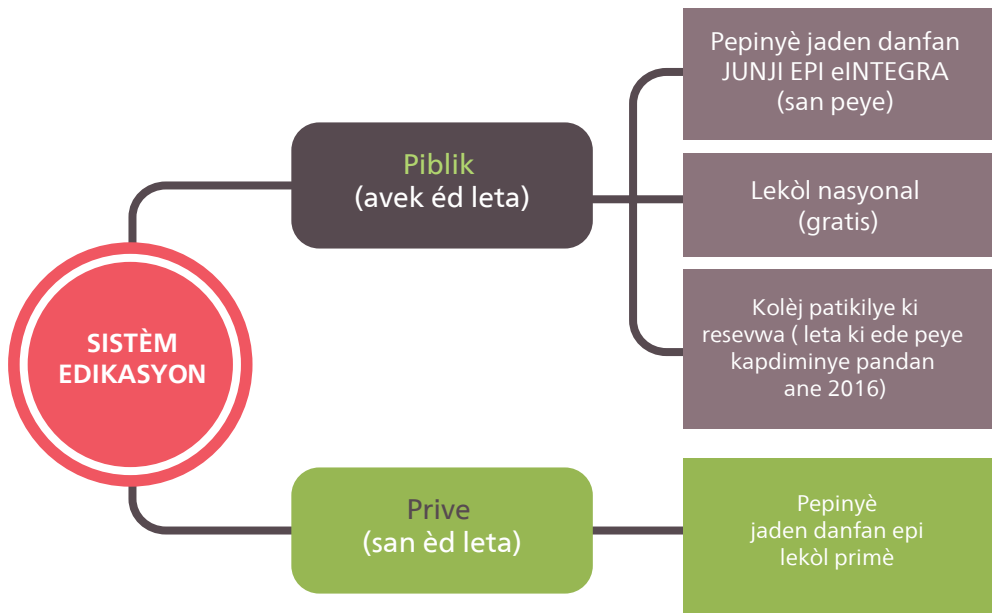 SISTÈM
EDIKASYON
Piblik
(avek éd leta)
Pepinyè jaden danfan
JUNJI EPI eINTEGRA
(san peye)
Lekòl nasyonal
(gratis)
Kolèj patikilye ki
resevwa ( leta ki ede peye
kapdiminye pandan
ane 2016)
Prive
(san èd leta)
Pepinyè
jaden danfan epi
lekòl primè